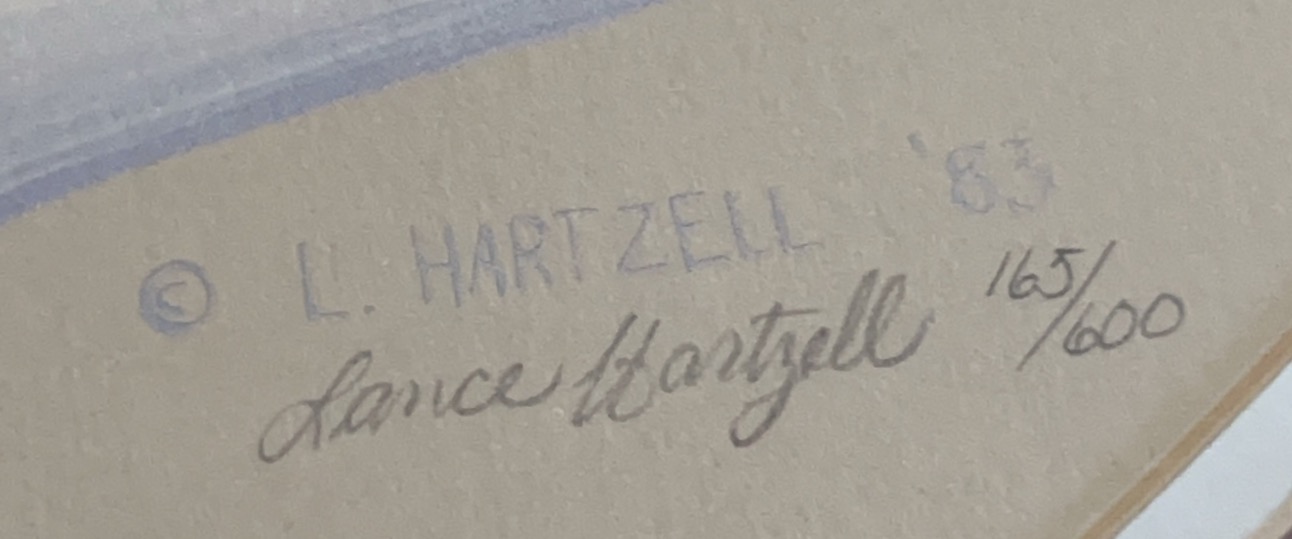 © L. HARTZELL '83
Lance Hartzell 165/600